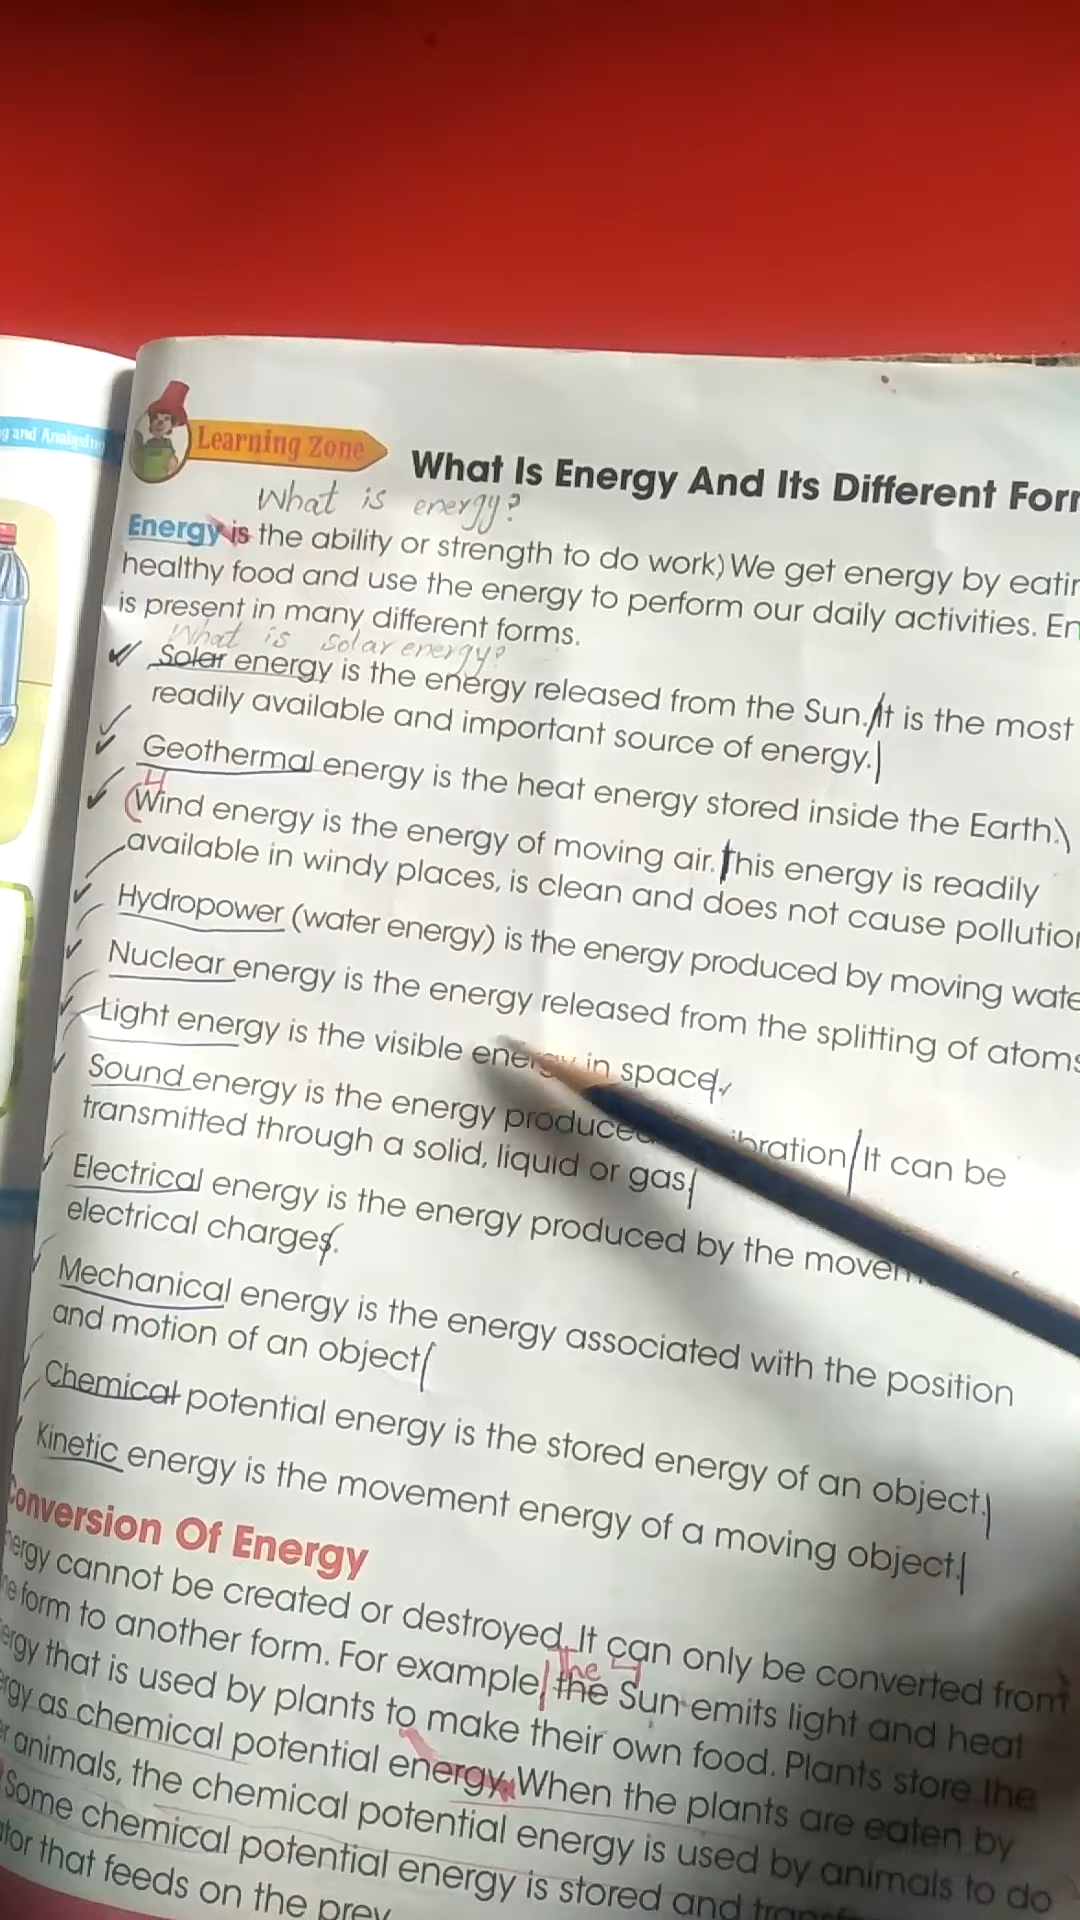 g and Analysin
Learning Zone
What Is Energy And Its Different For
What is energy?
Energy is the ability or strength to do work) We get energy by eatin
healthy food and use the energy to perform our daily activities. En
is present in many different forms.
What is solar energy?
Solar energy is the energy released from the Sun. It is the most
readily available and important source of energy.
Geothermal energy is the heat energy stored inside the Earth.
(Wind energy is the energy of moving air. This energy is readily
available in windy places, is clean and does not cause pollution
Hydropower (water energy) is the energy produced by moving wate
Nuclear energy is the energy released from the splitting of atoms
Light energy is the visible energy in space.
Sound energy is the energy produced ibration It can be
transmitted through a solid, liquid or gas
Electrical energy is the energy produced by the movem
electrical charges.
Mechanical energy is the energy associated with the position
and motion of an object
Chemical potential energy is the stored energy of an object.
Kinetic energy is the movement energy of a moving object.
Conversion Of Energy
nergy cannot be created or destroyed. It can only be converted from
The
ne form to another form. For example, the Sun emits light and heat
ergy that is used by plants to make their own food. Plants store the
rgy as chemical potential energy. When the plants are eaten by
r animals, the chemical potential energy is used by animals to do
Some chemical potential energy is stored and transf
ator that feeds on the prey